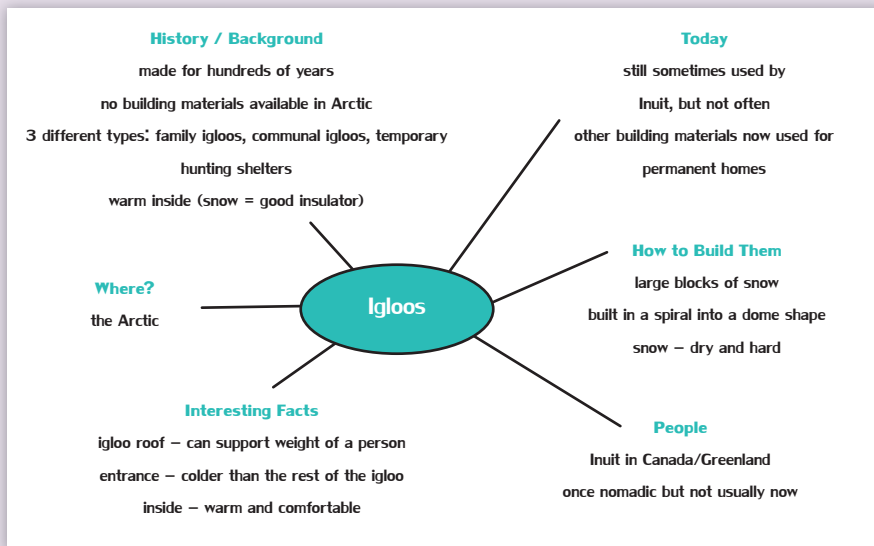 History / Background
made for hundreds of years
no building materials available in Arctic
3 different types: family igloos, communal igloos, temporary
hunting shelters
warm inside (snow = good insulator)
Today
still sometimes used by
Inuit, but not often
other building materials now used for
permanent homes
Where?
the Arctic
Igloos
How to Build Them
large blocks of snow
built in a spiral into a dome shape
snow – dry and hard
Interesting Facts
igloo roof – can support weight of a person
entrance – colder than the rest of the igloo
inside – warm and comfortable
People
Inuit in Canada/Greenland
once nomadic but not usually now